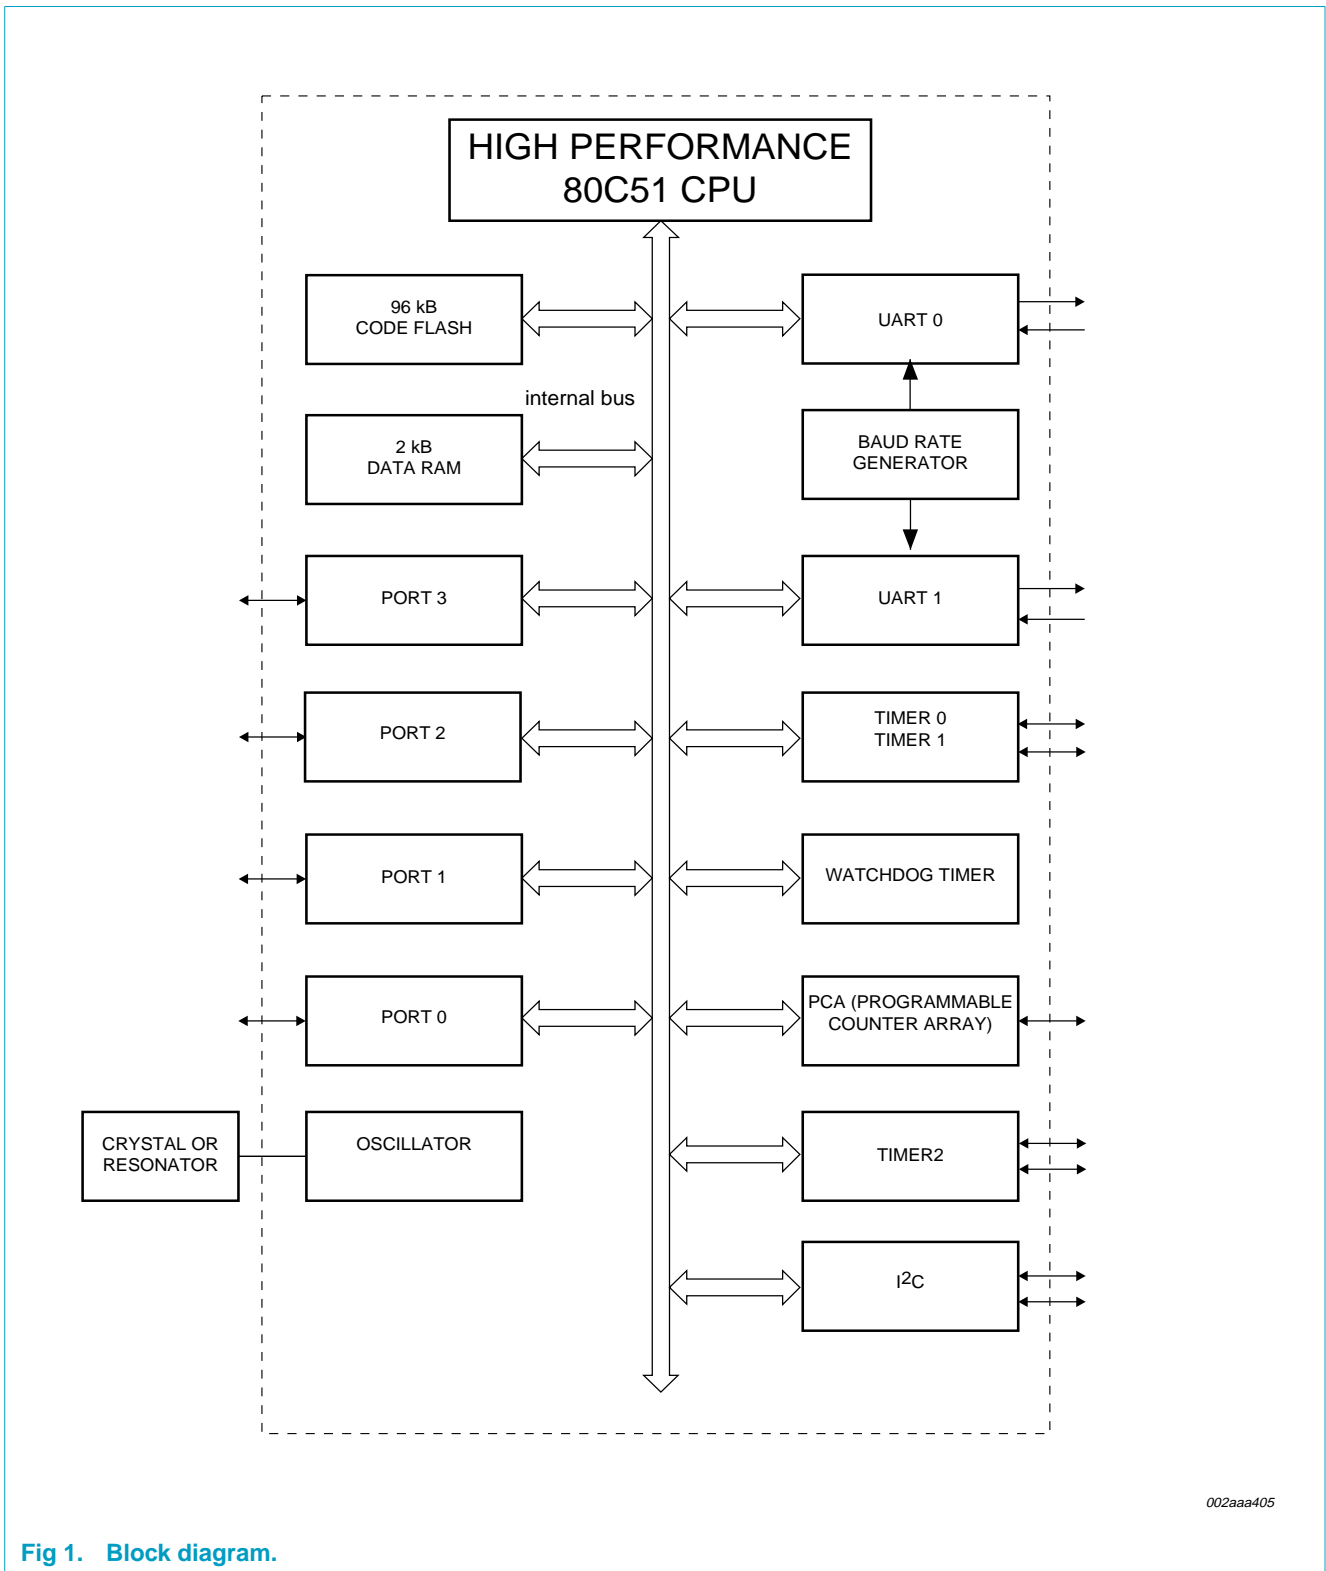 HIGH PERFORMANCE
80C51 CPU
96 kB
CODE FLASH
UART 0
internal bus
2 kB
DATA RAM
BAUD RATE
GENERATOR
PORT 3
UART 1
PORT 2
TIMER 0
TIMER 1
PORT 1
WATCHDOG TIMER
PORT 0
PCA (PROGRAMMABLE
COUNTER ARRAY)
CRYSTAL OR
RESONATOR
OSCILLATOR
TIMER2
I2C
002aaa405
Fig 1. Block diagram.